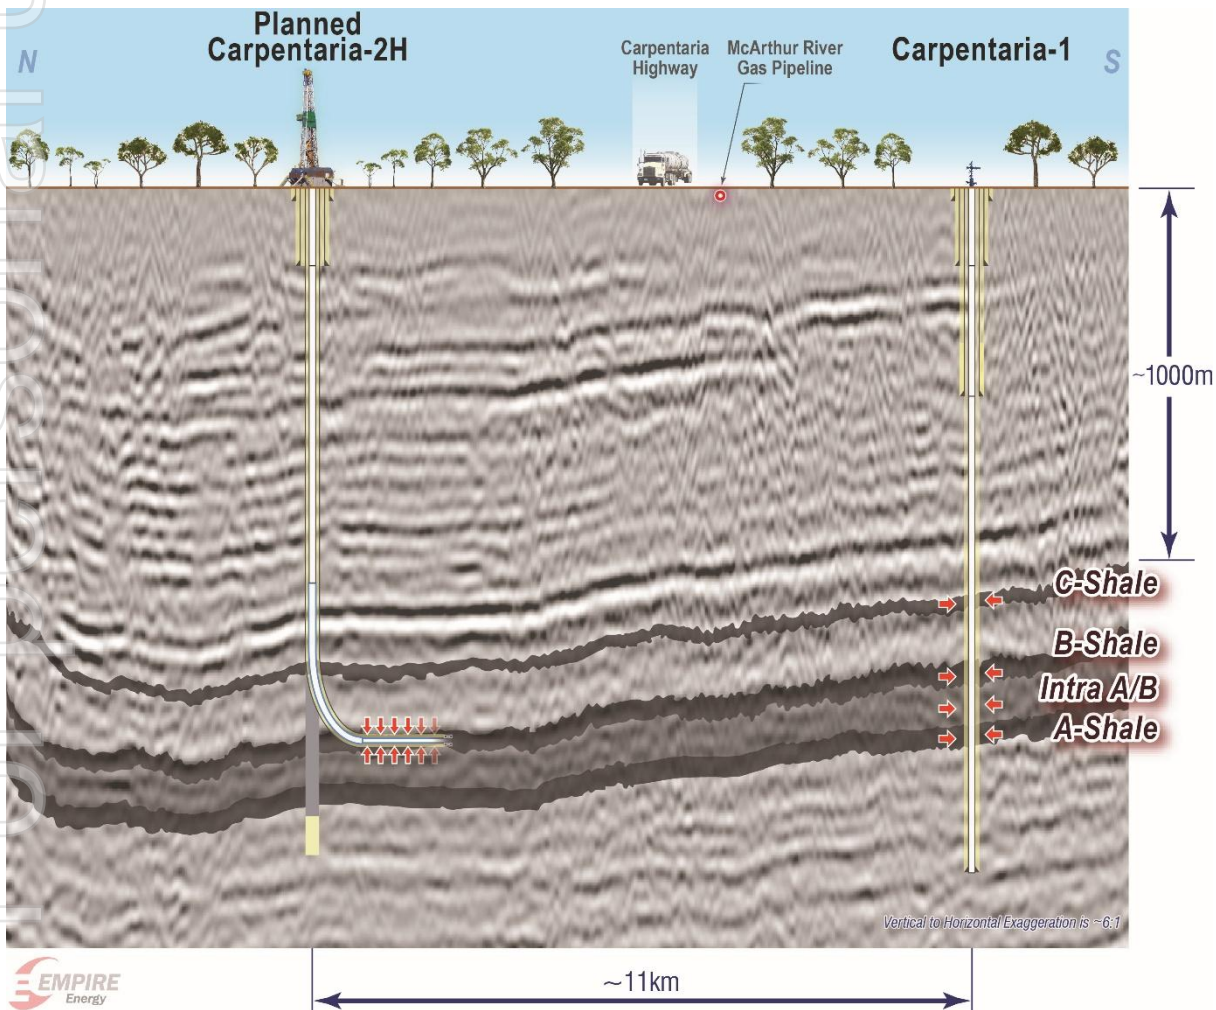 Planned
Carpentaria-2H
Carpentaria
Highway
McArthur River
Gas Pipeline
Carpentaria-1
N
S
~1000m
C-Shale
B-Shale
Intra A/B
A-Shale
Vertical to Horizontal Exaggeration is ~6:1
~11km
EMPIRE
Energy